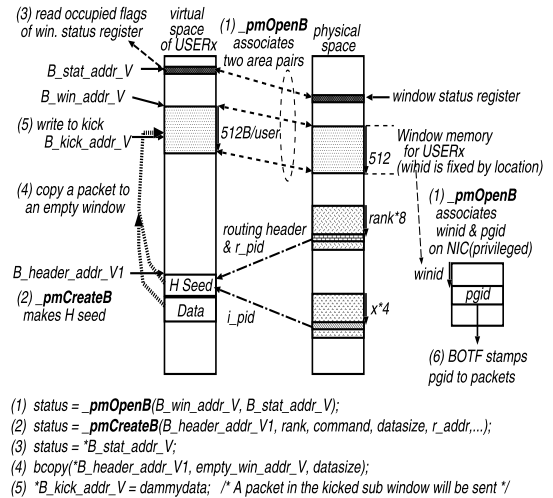 (3) read occupied flags
of win. status register
virtual
space
of USERx
(1) _pmOpenB
associates
two area pairs
physical
space
B_stat_addr_V
B_win_addr_V
window status register
(5) write to kick
B_kick_addr_V
512B/user
512
Window memory
for USERx
(wihid is fixed by location)
(4) copy a packet to
an empty window
(1) _pmOpenB
associates
winid & pgid
on NIC(privileged)
routing header
& r_pid
rank*8
B_header_addr_V1
H Seed
(2) _pmCreateB
makes H seed
Data
i_pid
x*4
winid
pgid
(6) BOTF stamps
pgid to packets
(1) status = _pmOpenB(B_win_addr_V, B_stat_addr_V);
(2) status = _pmCreateB(B_header_addr_V1, rank, command, datasize, r_addr,...);
(3) status = *B_stat_addr_V;
(4) bcopy(*B_header_addr_V1, empty_win_addr_V, datasize);
(5) *B_kick_addr_V = dammydata; /* A packet in the kicked sub window will be sent */